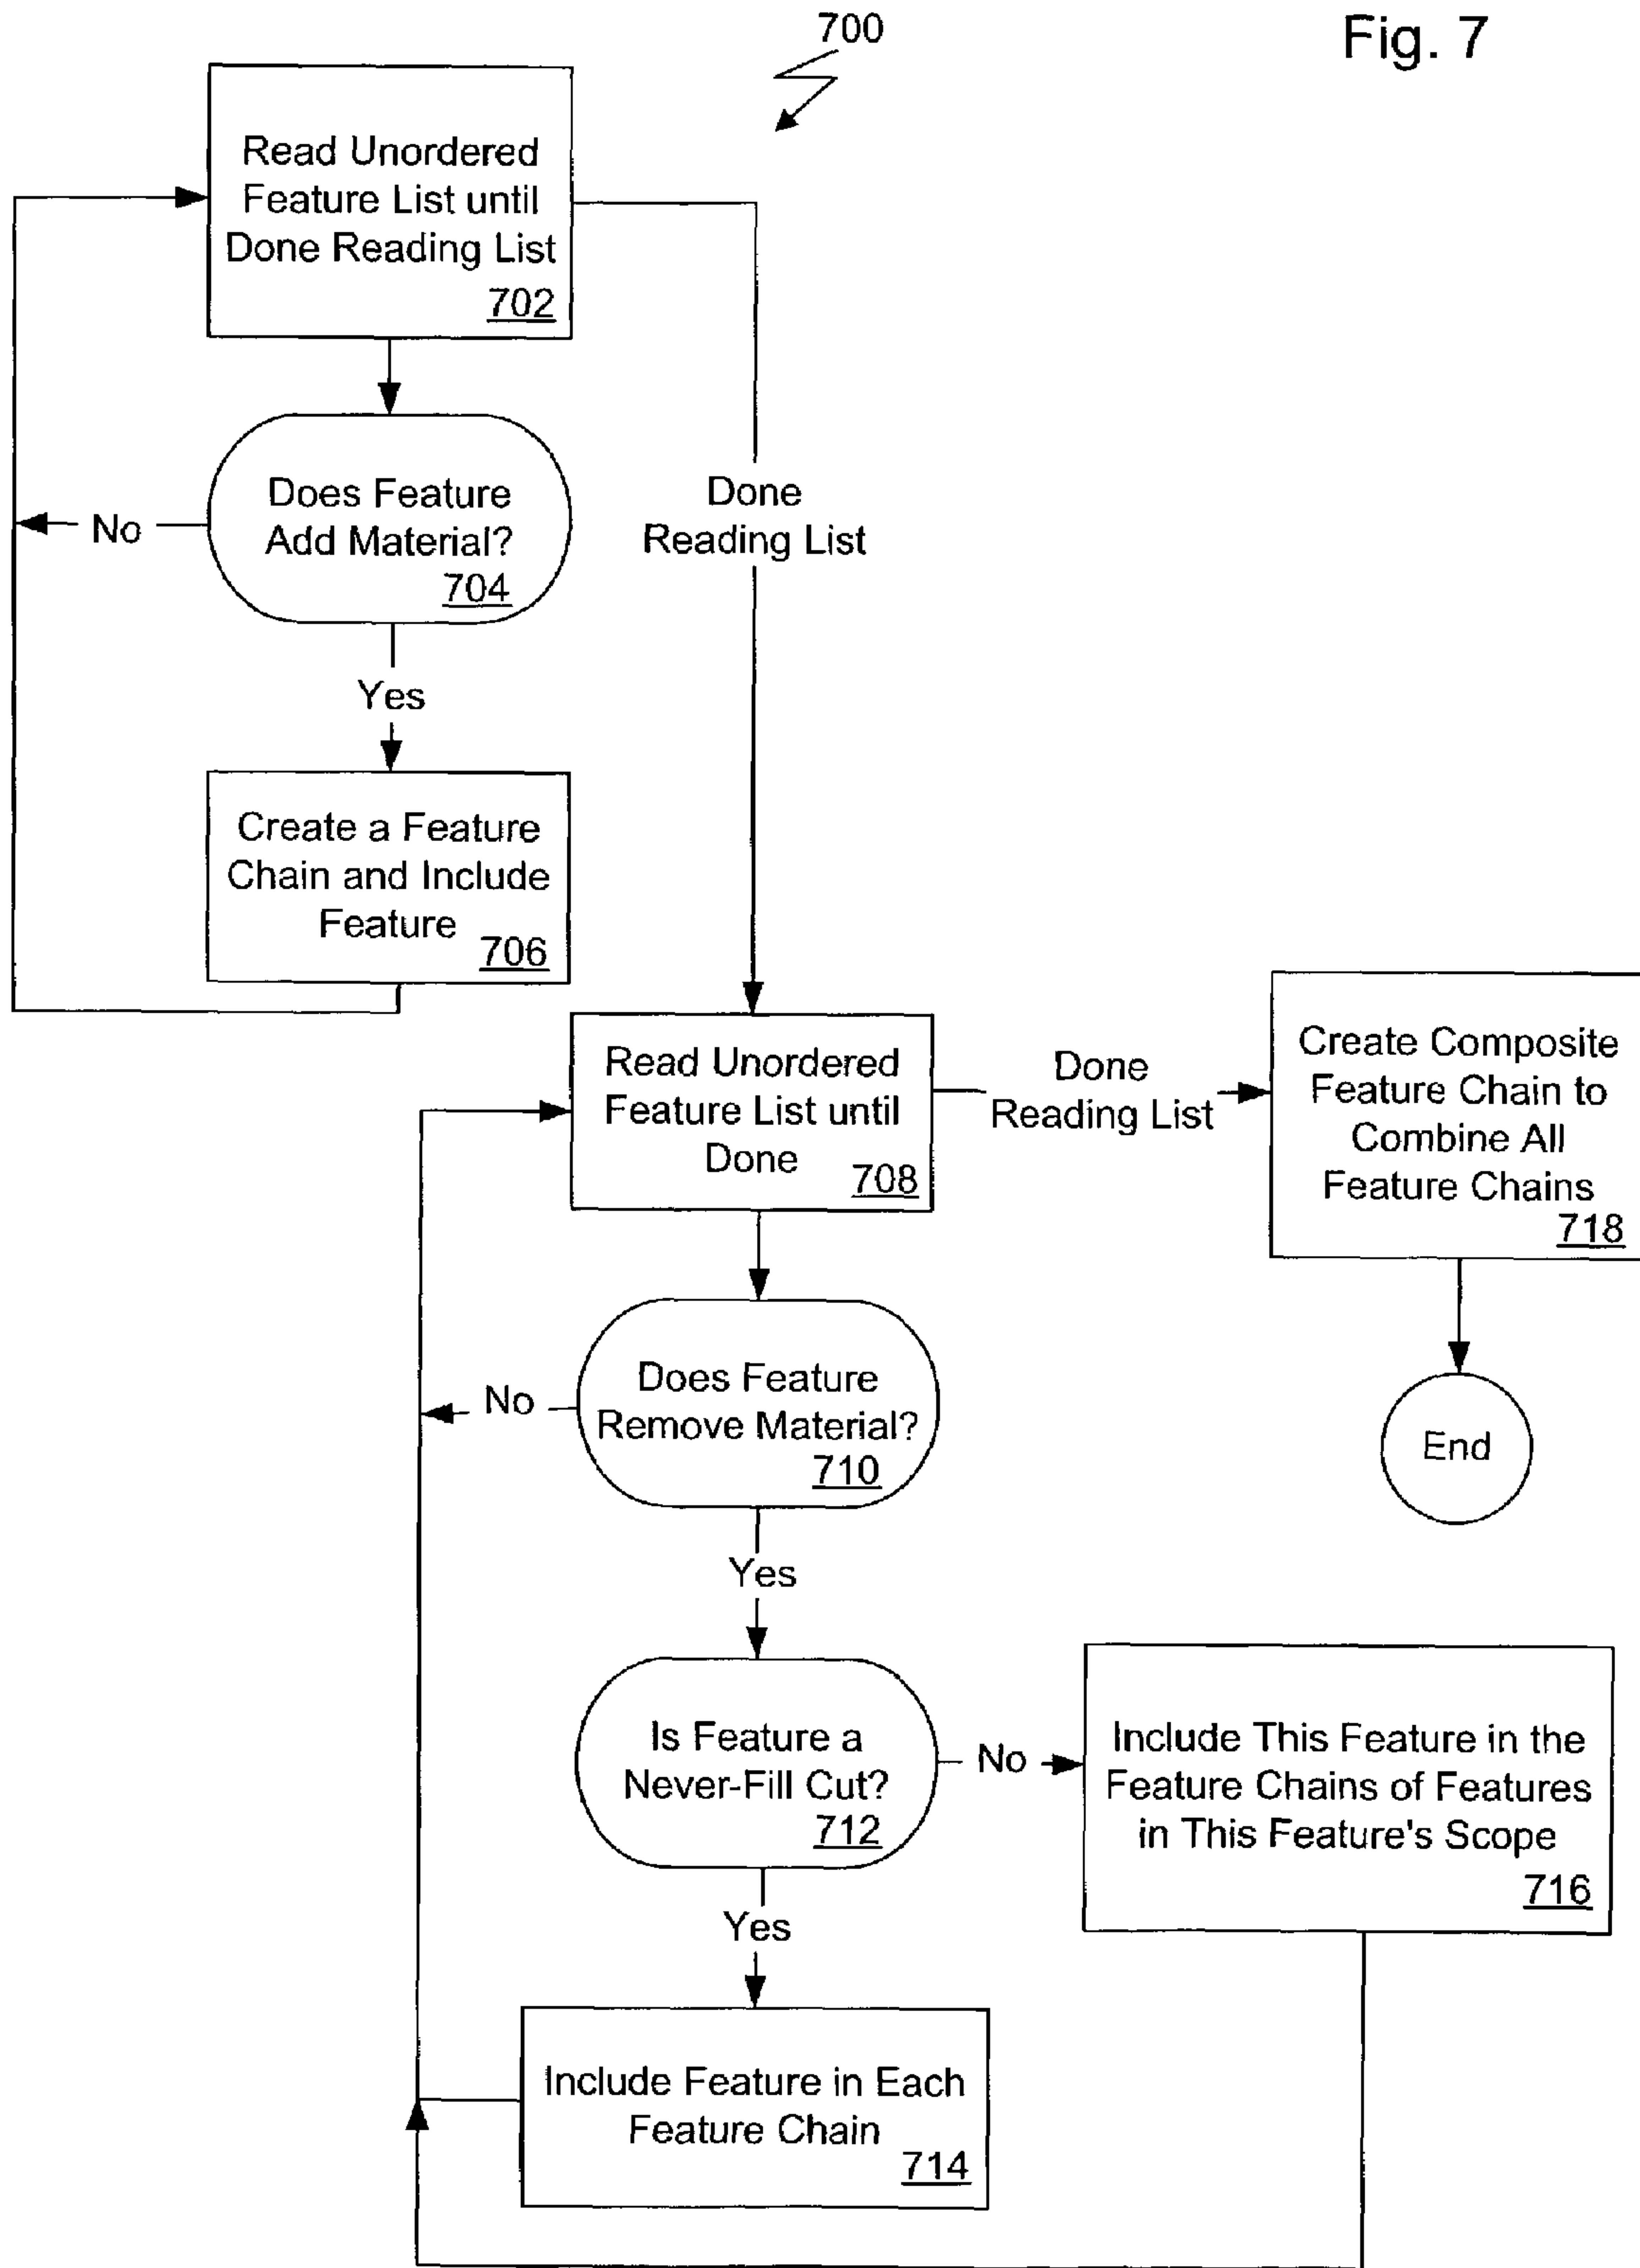 700
Fig. 7
Read Unordered
Feature List until
Done Reading List
702
Does Feature
Add Material?
704
No
Done
Reading List
Yes
Create a Feature
Chain and Include
Feature
706
Read Unordered
Feature List until
Done
708
Done
Reading List
Create Composite
Feature Chain to
Combine All
Feature Chains
718
Does Feature
Remove Material?
710
No
End
Yes
Is Feature a
Never-Fill Cut?
712
No
Include This Feature in the
Feature Chains of Features
in This Feature's Scope
716
Yes
Include Feature in Each
Feature Chain
714